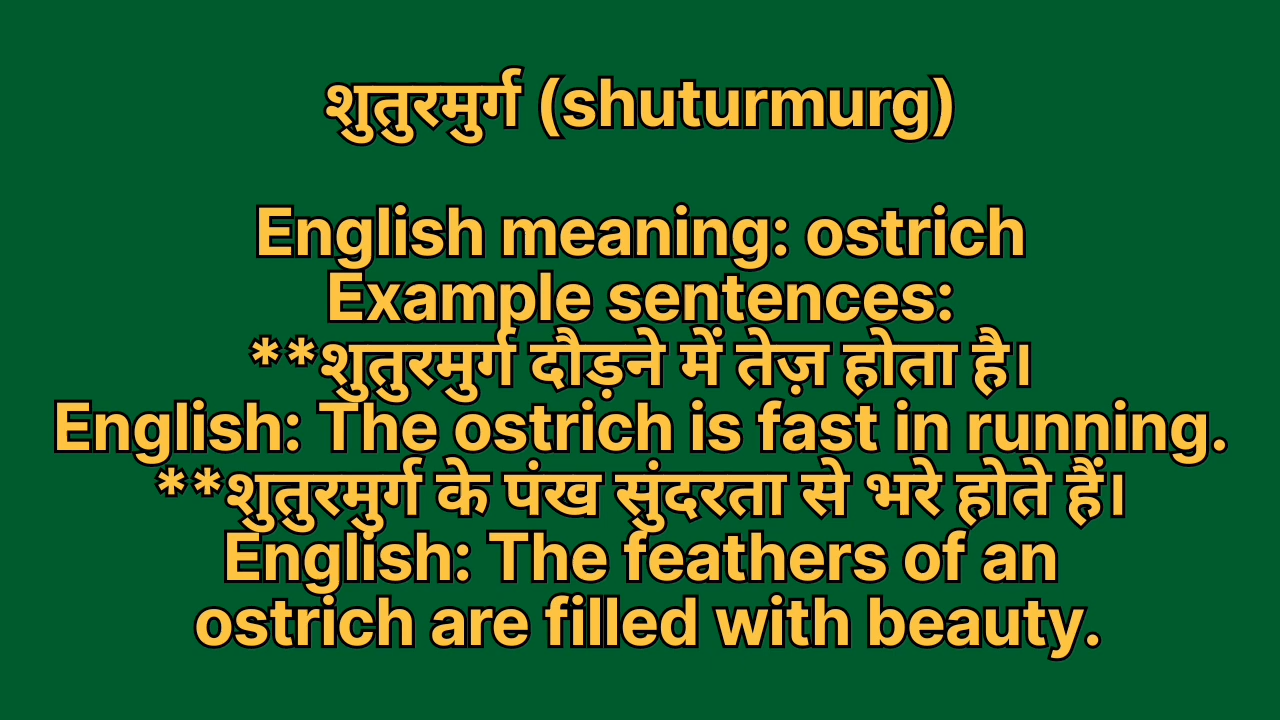 शुतुरमुर्ग (shuturmurg)
English meaning: ostrich
Example sentences:
**शुतुरमुर्ग दौड़ने में तेज़ होता है।
English: The ostrich is fast in running.
**शुतुरमुर्ग के पंख सुंदरता से भरे होते हैं।
English: The feathers of an
ostrich are filled with beauty.